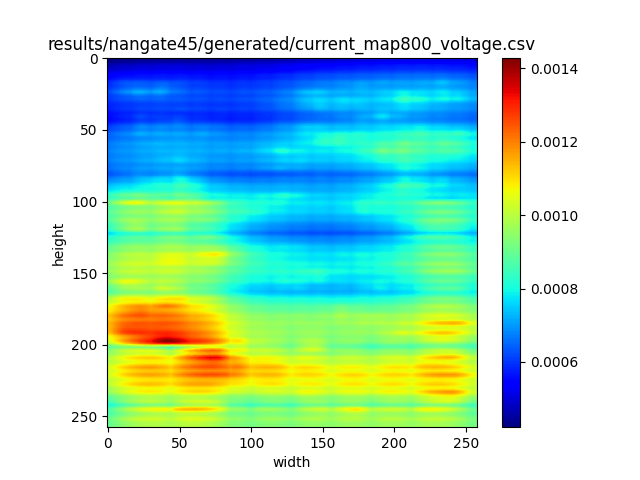 results/nangate45/generated/current_map800_voltage.csv
0
50
100
150
200
250
height
0 50 100 150 200 250
width
0.0014
0.0012
0.0010
0.0008
0.0006